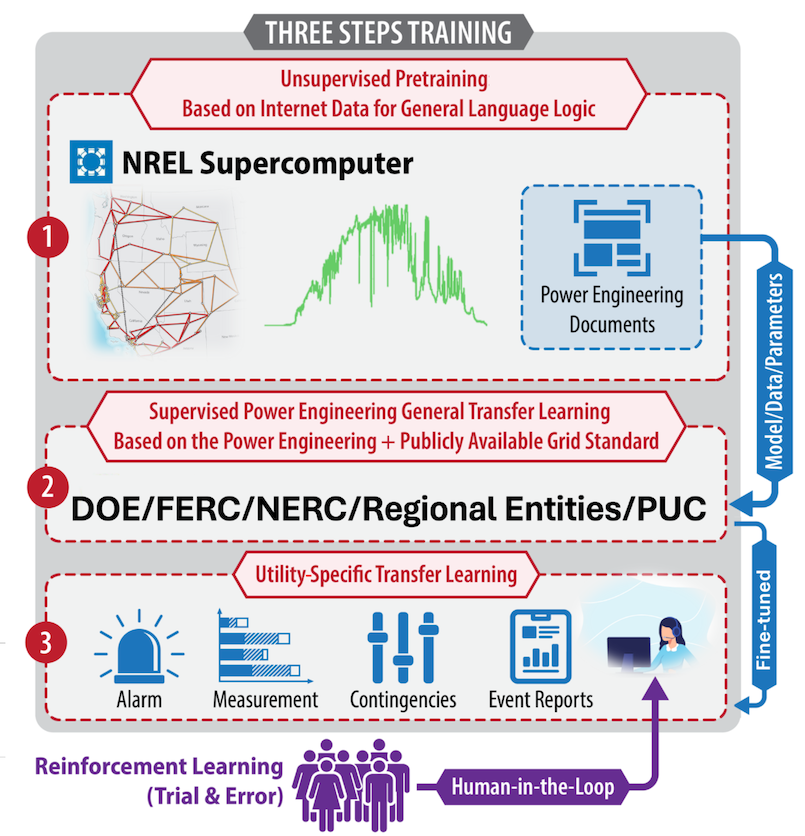 THREE STEPS TRAINING
Unsupervised Pretraining
Based on Internet Data for General Language Logic
NREL Supercomputer
1
Power Engineering
Documents
Model/Data/Parameters
Supervised Power Engineering General Transfer Learning
Based on the Power Engineering + Publicly Available Grid Standard
2
DOE/FERC/NERC/Regional Entities/PUC
Utility-Specific Transfer Learning
3
Fine-tuned
Alarm
Measurement
Contingencies
Event Reports
Reinforcement Learning
(Trial & Error)
Human-in-the-Loop